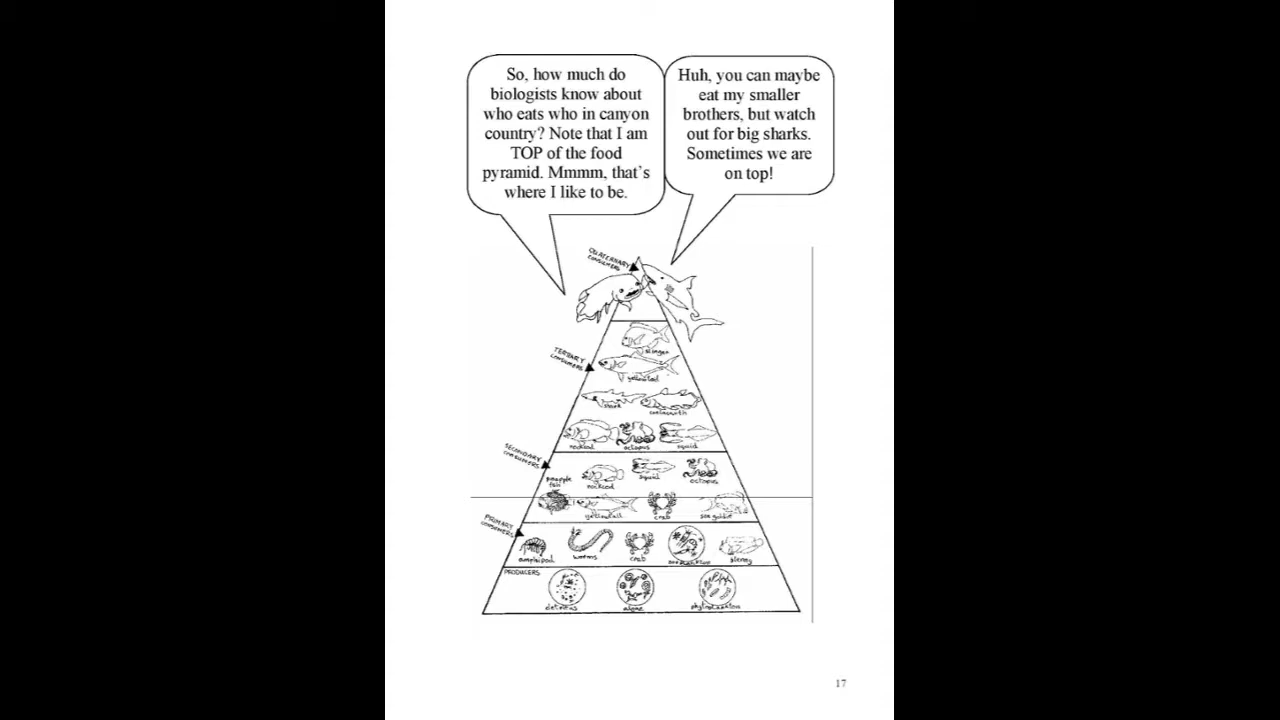 So, how much do
biologists know about
who eats who in canyon
country? Note that I am
TOP of the food
pyramid. Mmmm, that's
where I like to be.
Huh, you can maybe
eat my smaller
brothers, but watch
out for big sharks.
Sometimes we are
on top!
QUATERNARY
CONSUMERS
TERTIARY
CONSUMERS
yellowtail
shark
coelacanth
rockcod
octopus
squid
SECONDARY
CONSUMERS
pineapple
fish
rockcod
squid
octopus
yellowtail
crab
PRIMARY
CONSUMERS
amphipod
worms
crab
blenny
PRODUCERS
detritus
algae
phytoplankton
17